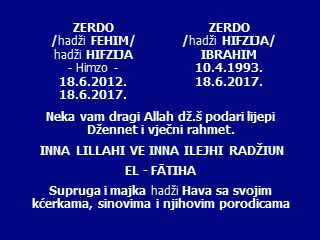 ZERDO
/hadži FEHIM/
hadži HIFZIJA
- Himzo -
18.6.2012.
18.6.2017.
ZERDO
/hadži HIFZIJA/
IBRAHIM
10.4.1993.
18.6.2017.
Neka vam dragi Allah dž.š podari lijepi
Džennet i vječni rahmet.
INNA LILLAHI VE INNA ILEJHI RADŽIUN
EL - FĀTIHA
Supruga i majka hadži Hava sa svojim
kćerkama, sinovima i njihovim porodicama